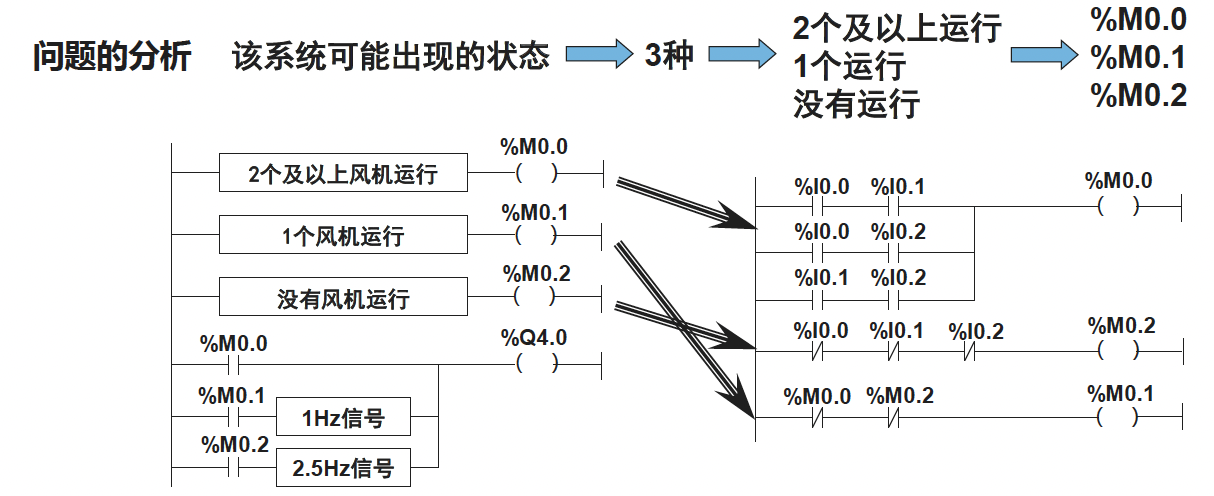 问题的分析 该系统可能出现的状态 3种
2个及以上运行
1个运行
没有运行
%M0.0
%M0.1
%M0.2
2个及以上风机运行 %M0.0
1个风机运行 %M0.1
没有风机运行 %M0.2
%M0.0 %Q4.0
%M0.1 1Hz信号
%M0.2 2.5Hz信号
%I0.0 %I0.1 %M0.0
%I0.0 %I0.2
%I0.1 %I0.2
%I0.0 %I0.1 %I0.2 %M0.2
%M0.0 %M0.2 %M0.1